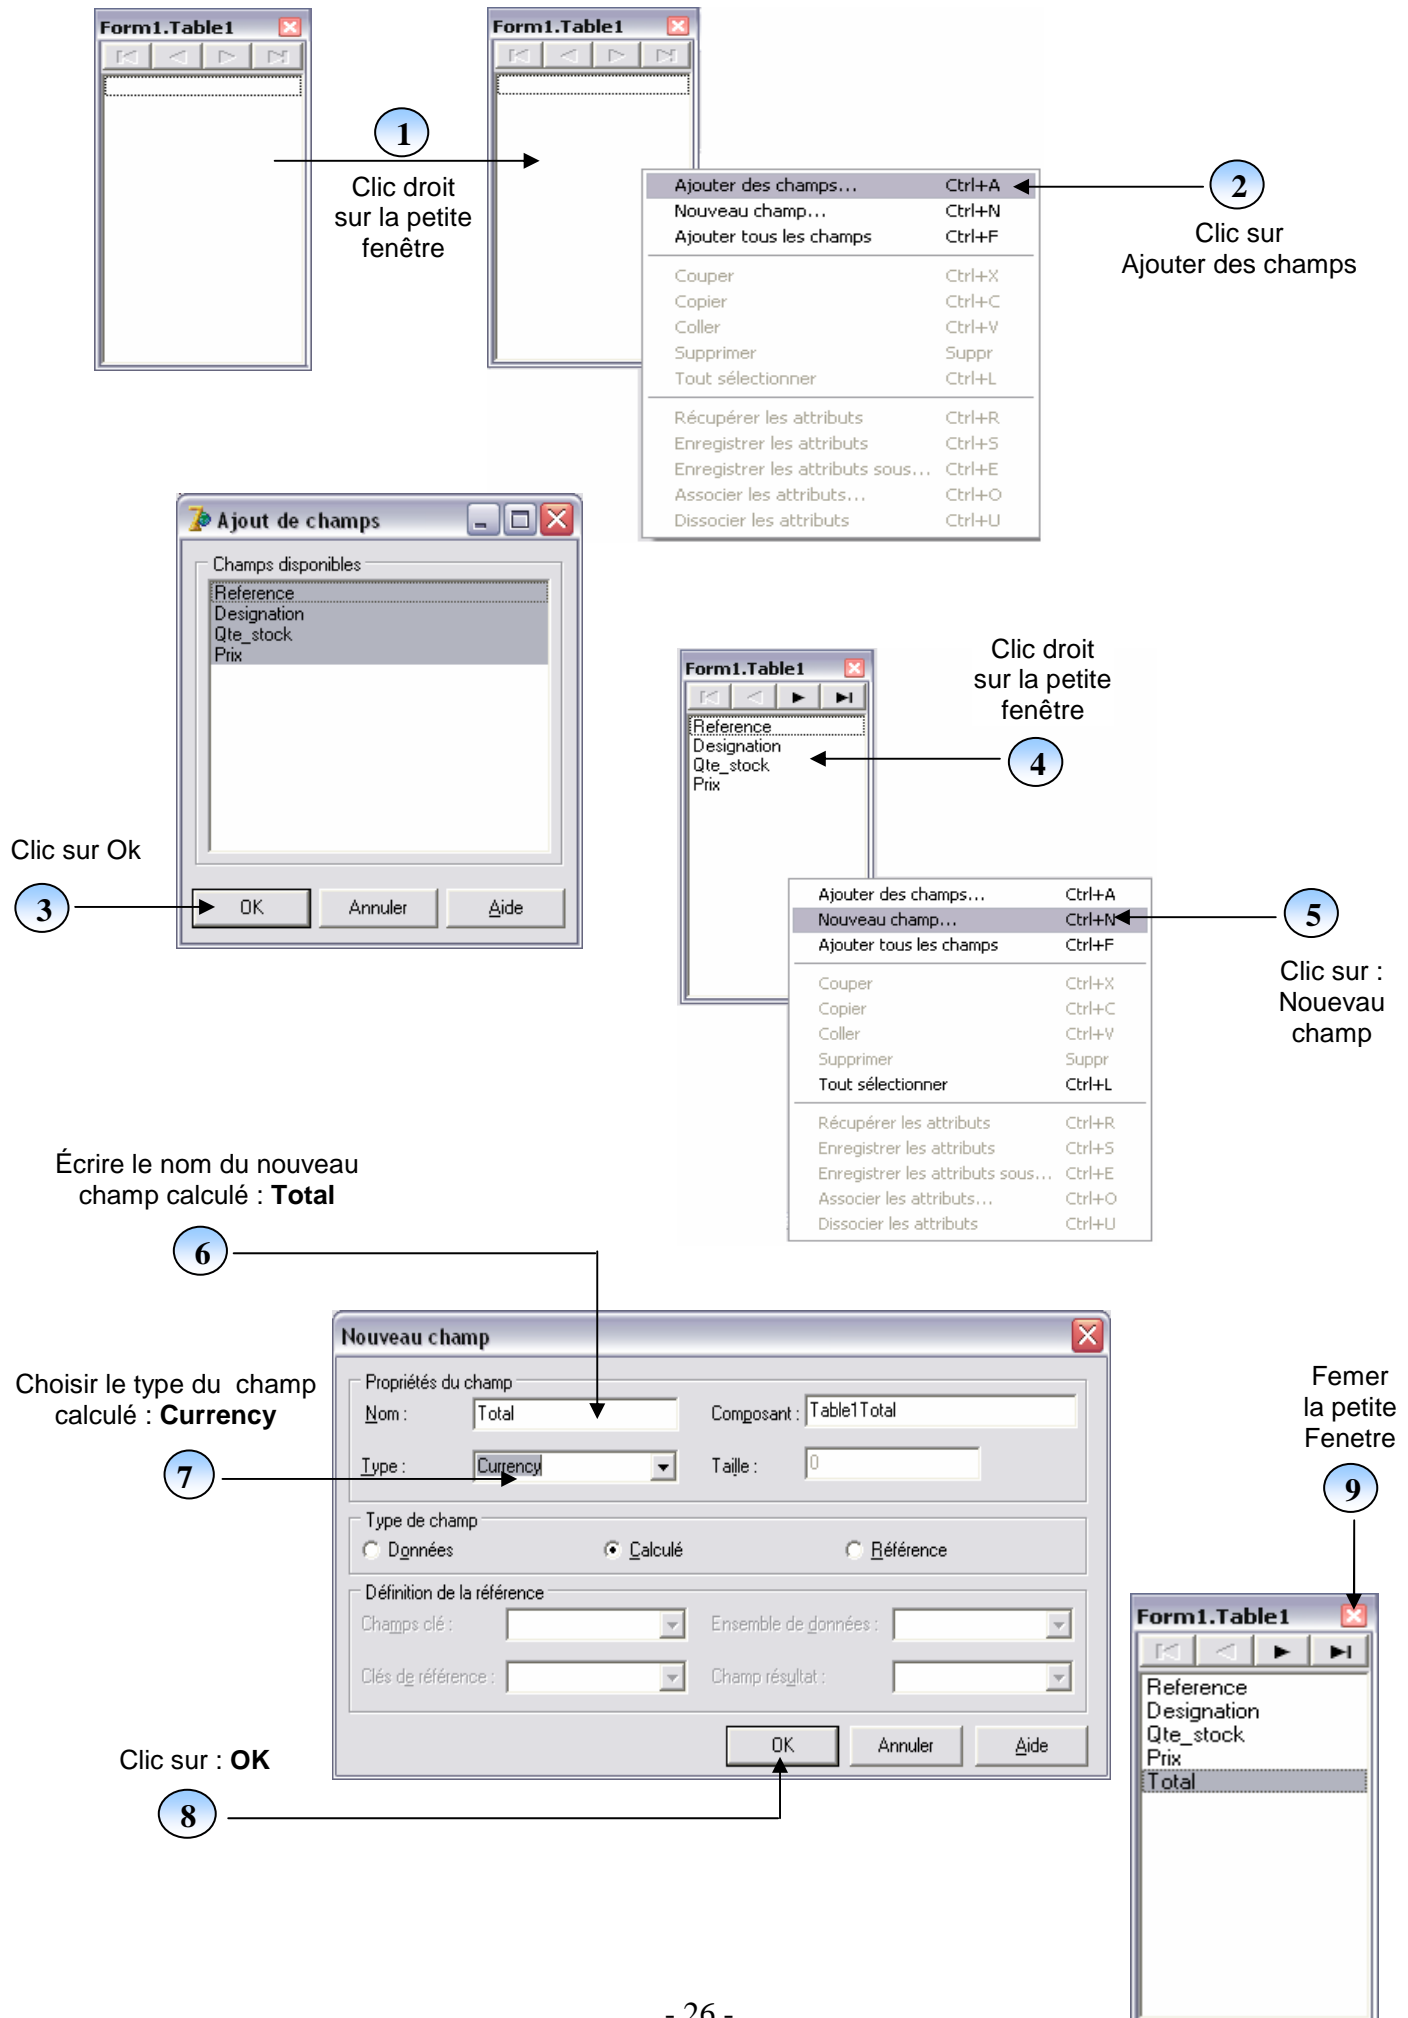 Form1.Table1
Form1.Table1
1
Clic droit
sur la petite
fenêtre
Ajouter des champs... Ctrl+A
Nouveau champ... Ctrl+N
Ajouter tous les champs Ctrl+F
Couper Ctrl+X
Copier Ctrl+C
Coller Ctrl+V
Supprimer Suppr
Tout sélectionner Ctrl+L
Récupérer les attributs Ctrl+R
Enregistrer les attributs Ctrl+S
Enregistrer les attributs sous... Ctrl+E
Associer les attributs... Ctrl+O
Dissocier les attributs Ctrl+U
2
Clic sur
Ajouter des champs
Ajout de champs
Champs disponibles
Reference
Designation
Qte_stock
Prix
OK Annuler Aide
Clic sur Ok
3
Form1.Table1
Reference
Designation
Qte_stock
Prix
Clic droit
sur la petite
fenêtre
4
Ajouter des champs... Ctrl+A
Nouveau champ... Ctrl+N
Ajouter tous les champs Ctrl+F
Couper Ctrl+X
Copier Ctrl+C
Coller Ctrl+V
Supprimer Suppr
Tout sélectionner Ctrl+L
Récupérer les attributs Ctrl+R
Enregistrer les attributs Ctrl+S
Enregistrer les attributs sous... Ctrl+E
Associer les attributs... Ctrl+O
Dissocier les attributs Ctrl+U
5
Clic sur :
Nouevau
champ
Écrire le nom du nouveau
champ calculé : Total
6
Nouveau champ
Propriétés du champ
Nom : Total Composant : Table1Total
Type : Currency Taille : 0
Type de champ
Données Calculé Référence
Définition de la référence
Champs clé : Ensemble de données :
Clés de référence : Champ résultat :
OK Annuler Aide
Choisir le type du champ
calculé : Currency
7
Clic sur : OK
8
Femer
la petite
Fenetre
9
Form1.Table1
Reference
Designation
Qte_stock
Prix
Total
- 26 -